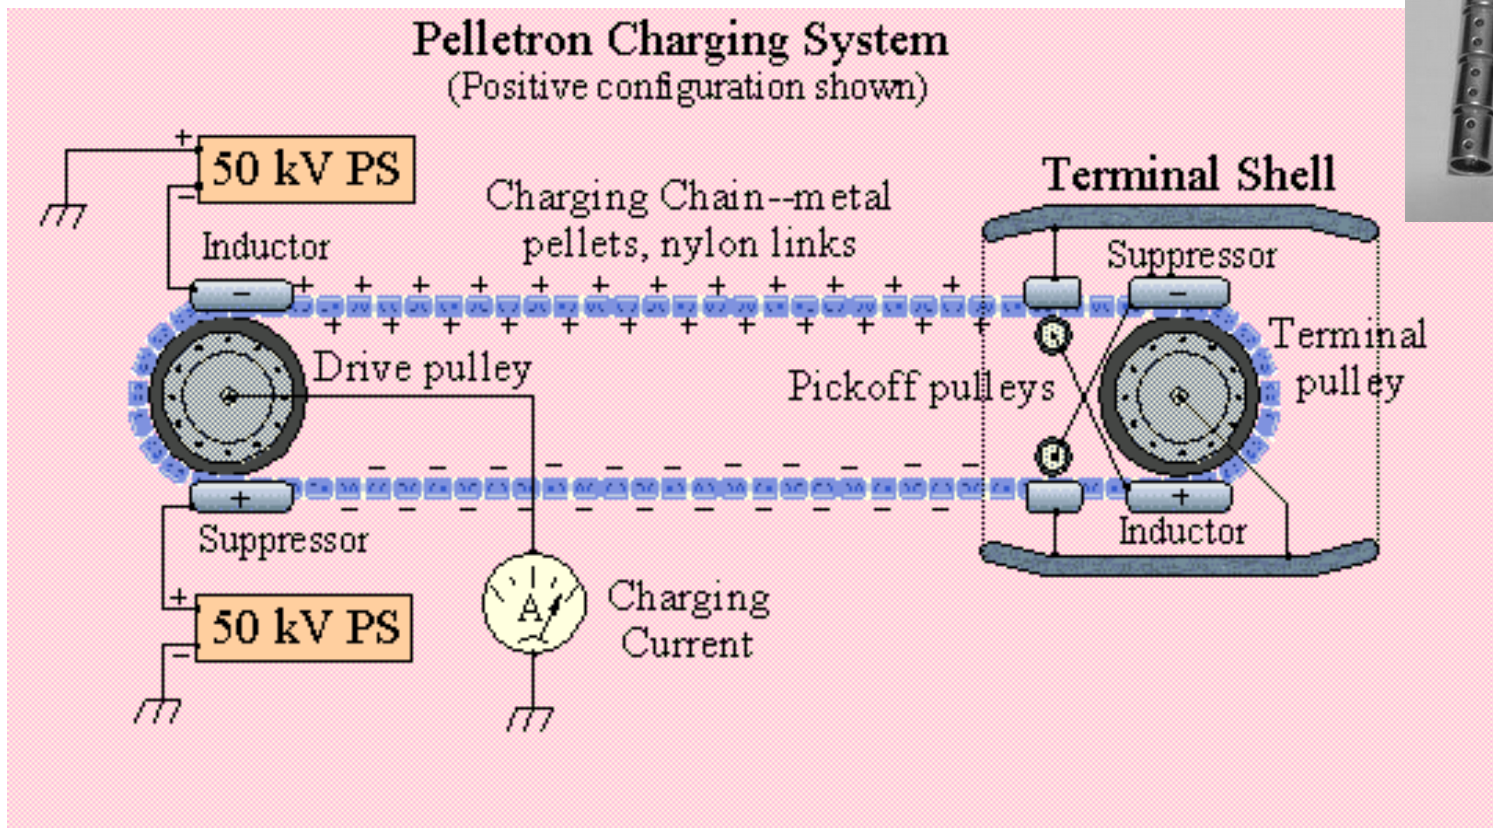 Pelletron Charging System
(Positive configuration shown)
+
50 kV PS
−
Inductor
−
Charging Chain--metal
pellets, nylon links
Terminal Shell
Suppressor
−
+ + + + + + + + + + + +
+ + + + + + + + + + + +
Drive pulley
Pickoff pulleys
Terminal
pulley
− − − − − − − − − − −
− − − − − − − − − − −
+
Suppressor
+
Inductor
+
50 kV PS
−
A
Charging
Current